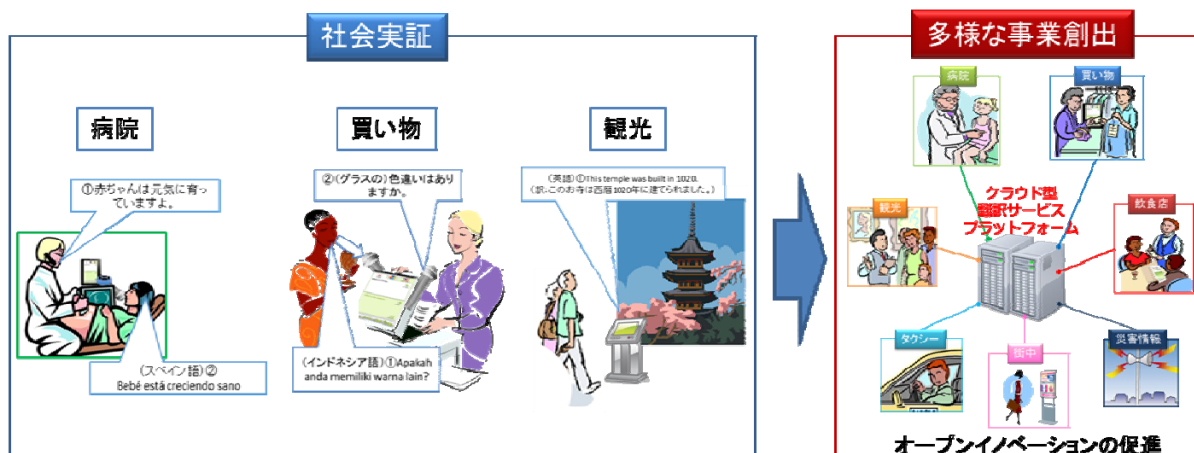 社会実証
病院
①赤ちゃんは元気に育っ
ていますよ。
(スペイン語)②
Bebé está creciendo sano
買い物
②(グラスの)色違いはあり
ますか。
(インドネシア語)①Apakah
anda memiliki warna lain?
観光
(英語)①This temple was built in 1020.
(訳:このお寺は西暦1020年に建てられました。)
多様な事業創出
病院
買い物
観光
クラウド型
翻訳サービス
プラットフォーム
飲食店
タクシー
街中
災害情報
オープンイノベーションの促進